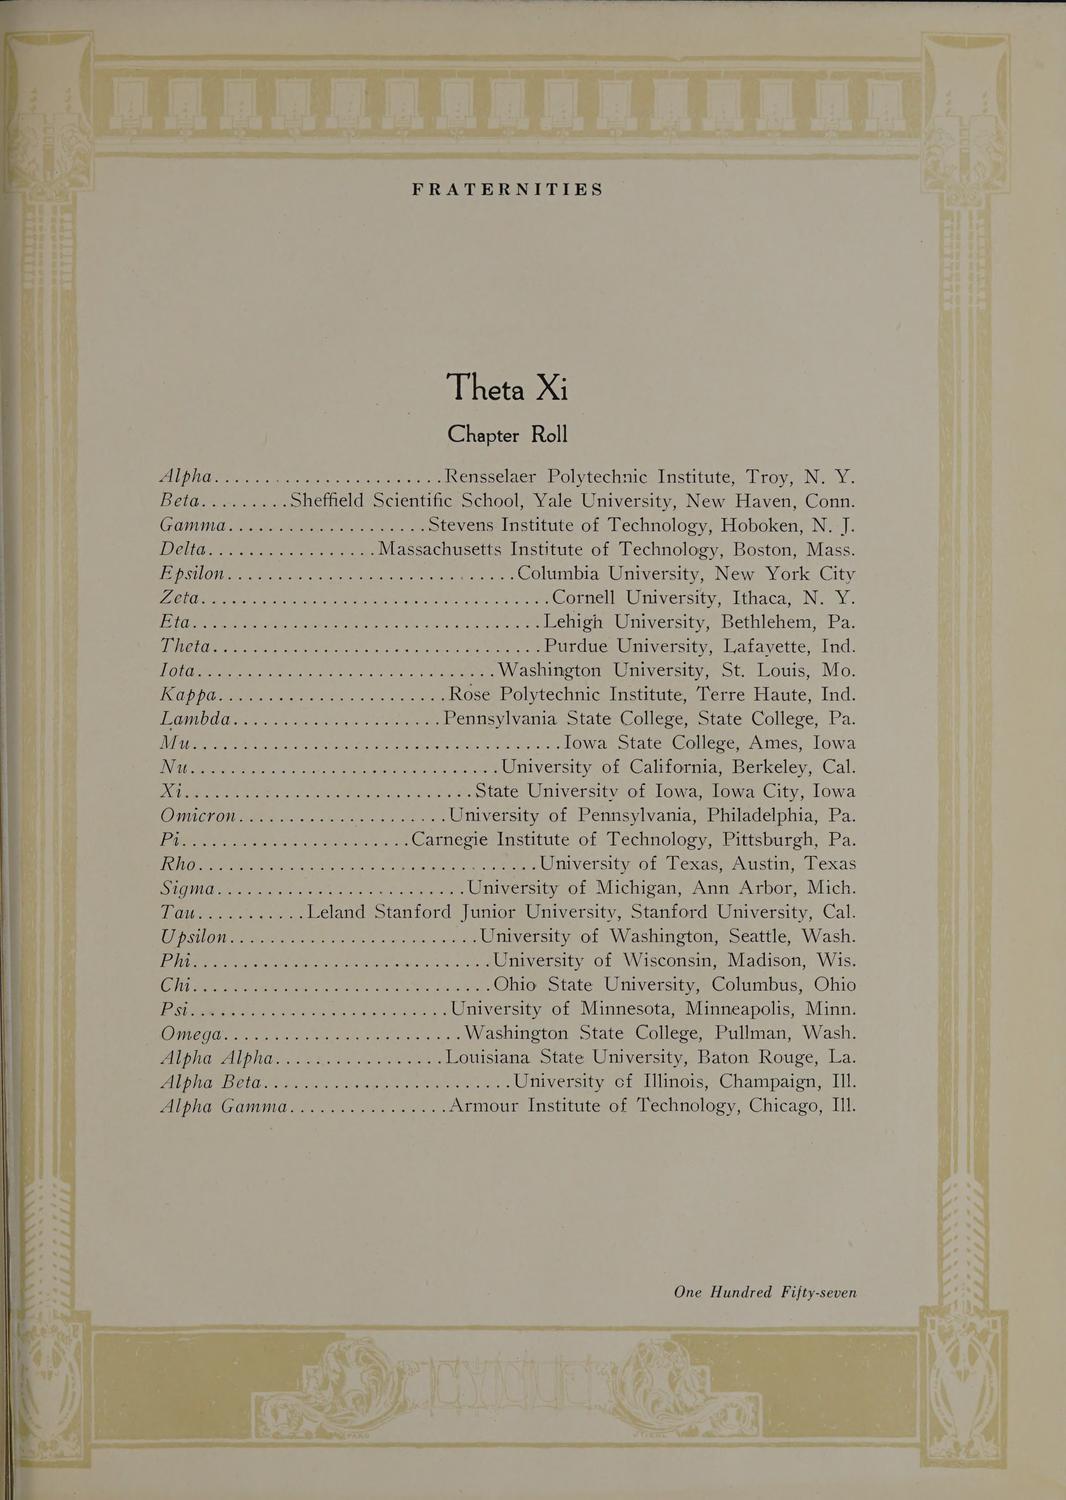 FRATERNITIES
Theta Xi
Chapter Roll
Alpha.......................Rensselaer Polytechnic Institute, Troy, N. Y.
Beta.........Sheffield Scientific School, Yale University, New Haven, Conn.
Gamma....................Stevens Institute of Technology, Hoboken, N. J.
Delta.................Massachusetts Institute of Technology, Boston, Mass.
Epsilon.............................Columbia University, New York City
Zeta...................................Cornell University, Ithaca, N. Y.
Eta...................................Lehigh University, Bethlehem, Pa.
Theta.................................Purdue University, Lafayette, Ind.
Iota..............................Washington University, St. Louis, Mo.
Kappa.......................Rose Polytechnic Institute, Terre Haute, Ind.
Lambda.....................Pennsylvania State College, State College, Pa.
Mu.....................................Iowa State College, Ames, Iowa
Nu...............................University of California, Berkeley, Cal.
Xi.............................State University of Iowa, Iowa City, Iowa
Omicron.....................University of Pennsylvania, Philadelphia, Pa.
Pi.......................Carnegie Institute of Technology, Pittsburgh, Pa.
Rho..................................University of Texas, Austin, Texas
Sigma.........................University of Michigan, Ann Arbor, Mich.
Tau...........Leland Stanford Junior University, Stanford University, Cal.
Upsilon.........................University of Washington, Seattle, Wash.
Phi..............................University of Wisconsin, Madison, Wis.
Chi..............................Ohio State University, Columbus, Ohio
Psi..........................University of Minnesota, Minneapolis, Minn.
Omega........................Washington State College, Pullman, Wash.
Alpha Alpha.................Louisiana State University, Baton Rouge, La.
Alpha Beta.........................University of Illinois, Champaign, Ill.
Alpha Gamma................Armour Institute of Technology, Chicago, Ill.
One Hundred Fifty-seven